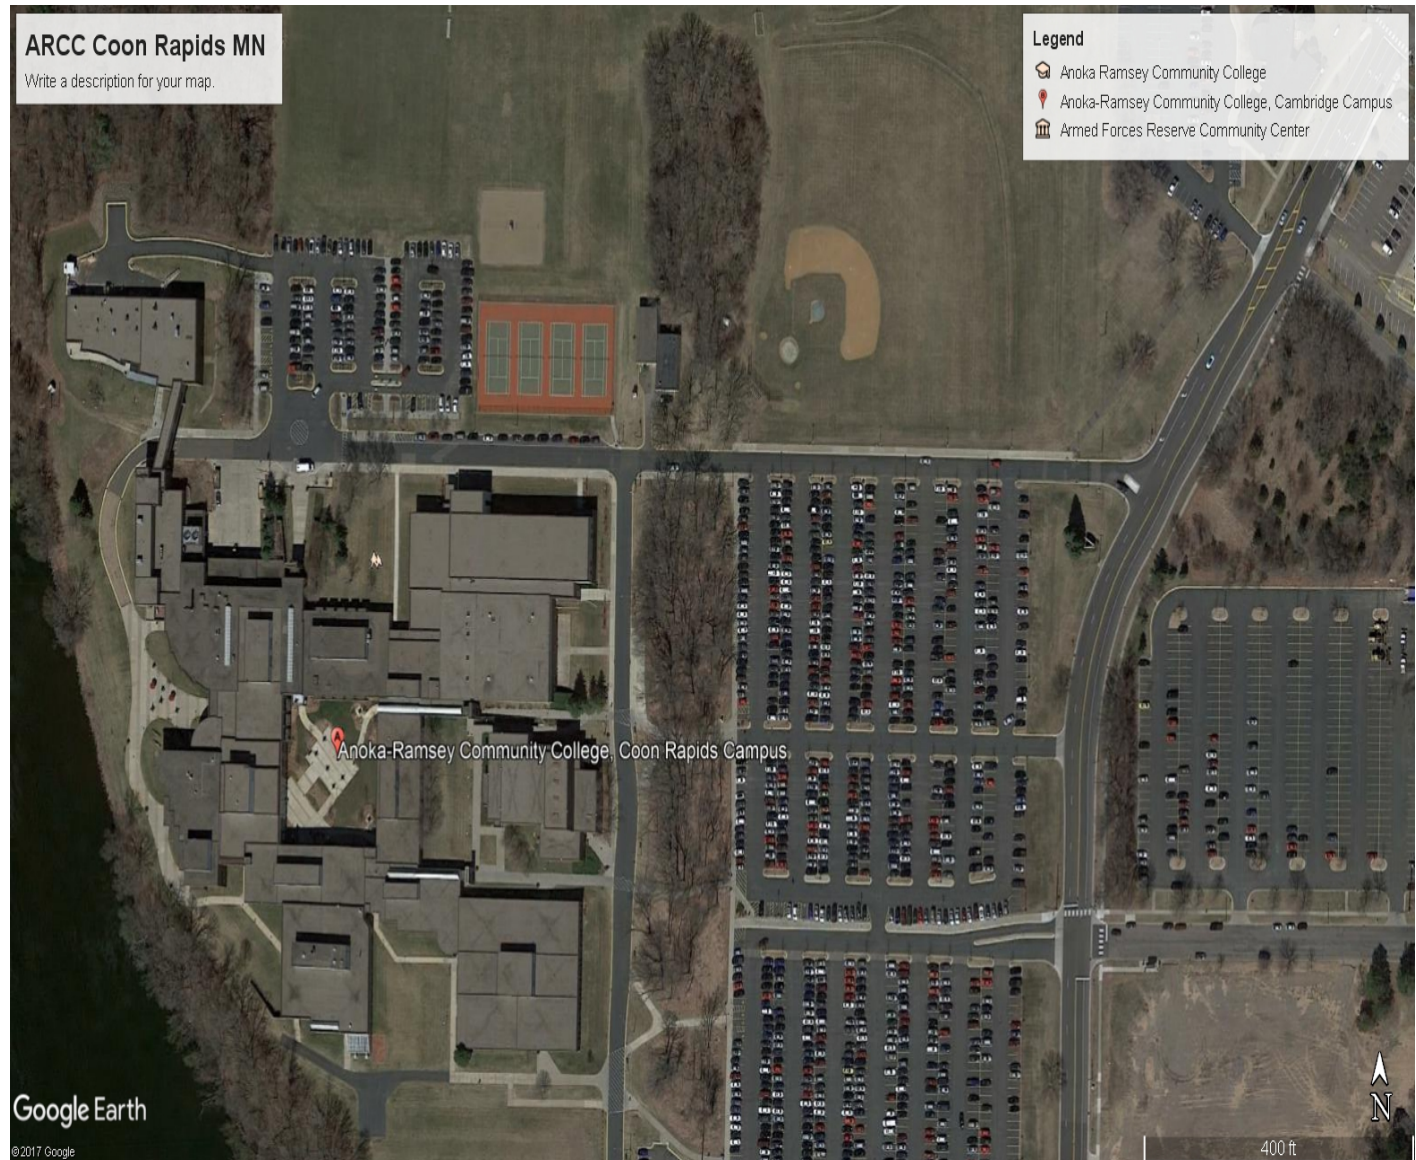 ARCC Coon Rapids MN
Write a description for your map.
Legend
Anoka Ramsey Community College
Anoka-Ramsey Community College, Cambridge Campus
Armed Forces Reserve Community Center
A
Anoka-Ramsey Community College, Coon Rapids Campus
Google Earth
©2017 Google
N
400 ft